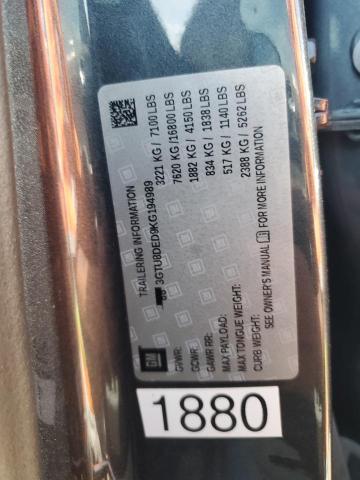 TRAILERING INFORMATION
3GTU8DED9KG194989
GM
GVWR: 3221 KG / 7100 LBS
GCWR: 7620 KG /16800 LBS
GAWR RR: 1882 KG / 4150 LBS
MAX PAYLOAD: 834 KG / 1838 LBS
MAX TONGUE WEIGHT: 517 KG / 1140 LBS
CURB WEIGHT: 2388 KG / 5262 LBS
SEE OWNER'S MANUAL FOR MORE INFORMATION
1880